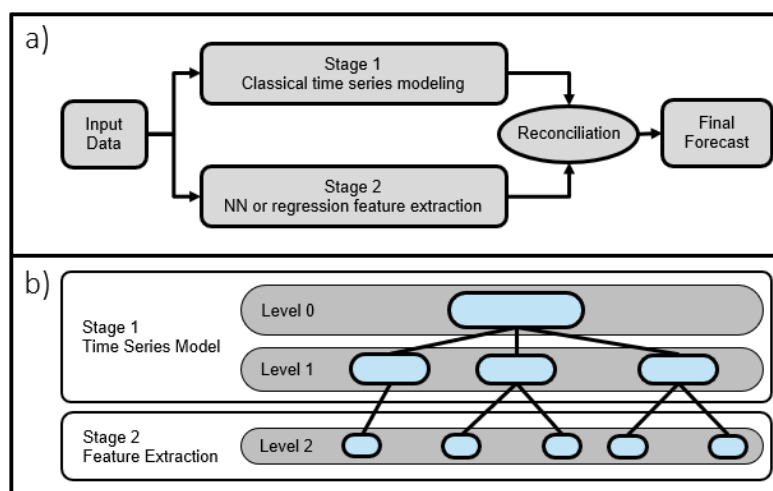 a)
Stage 1
Classical time series modeling
Input
Data
Reconciliation
Final
Forecast
Stage 2
NN or regression feature extraction
b)
Stage 1
Time Series Model
Level 0
Level 1
Stage 2
Feature Extraction
Level 2